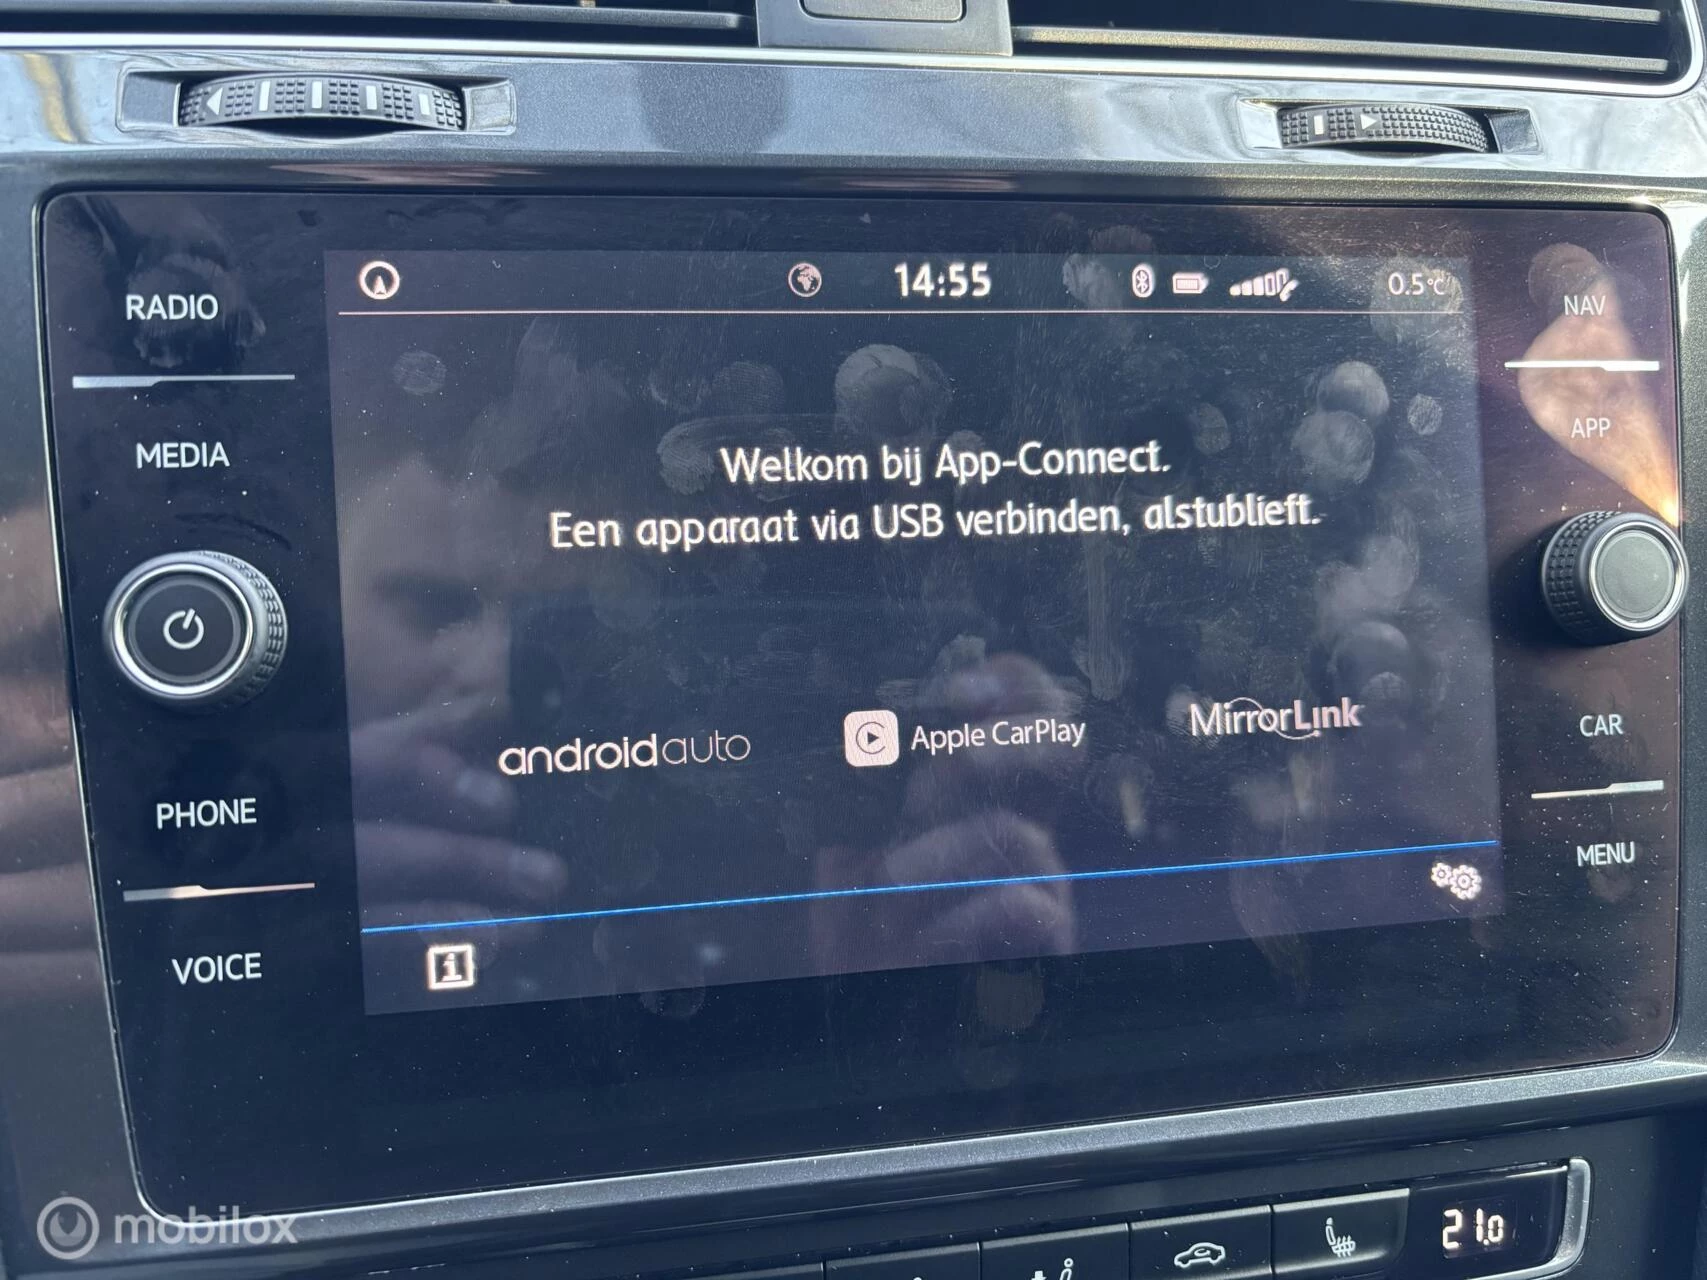 14:55
0.5°C
RADIO
NAV
MEDIA
APP
Welkom bij App-Connect.
Een apparaat via USB verbinden, alstublieft.
androidauto
Apple CarPlay
MirrorLink
CAR
PHONE
MENU
VOICE
i
mobilox
21.0